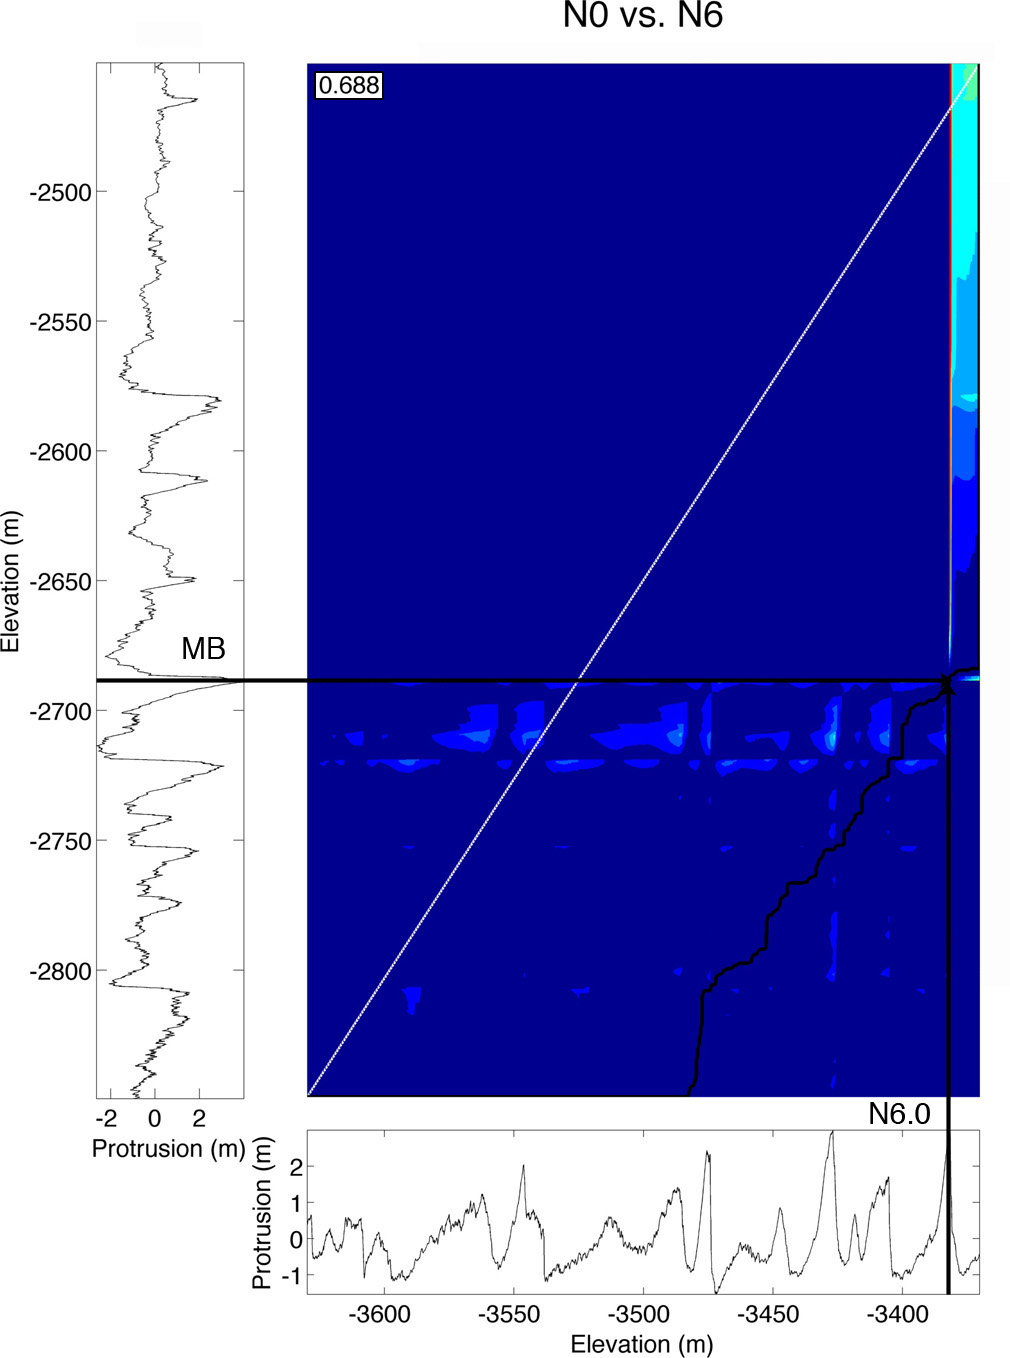 N0 vs. N6
0.688
-2500
-2550
-2600
-2650
-2700
-2750
-2800
Elevation (m)
MB
-2 0 2
Protrusion (m)
N6.0
2
1
0
-1
Protrusion (m)
-3600 -3550 -3500 -3450 -3400
Elevation (m)